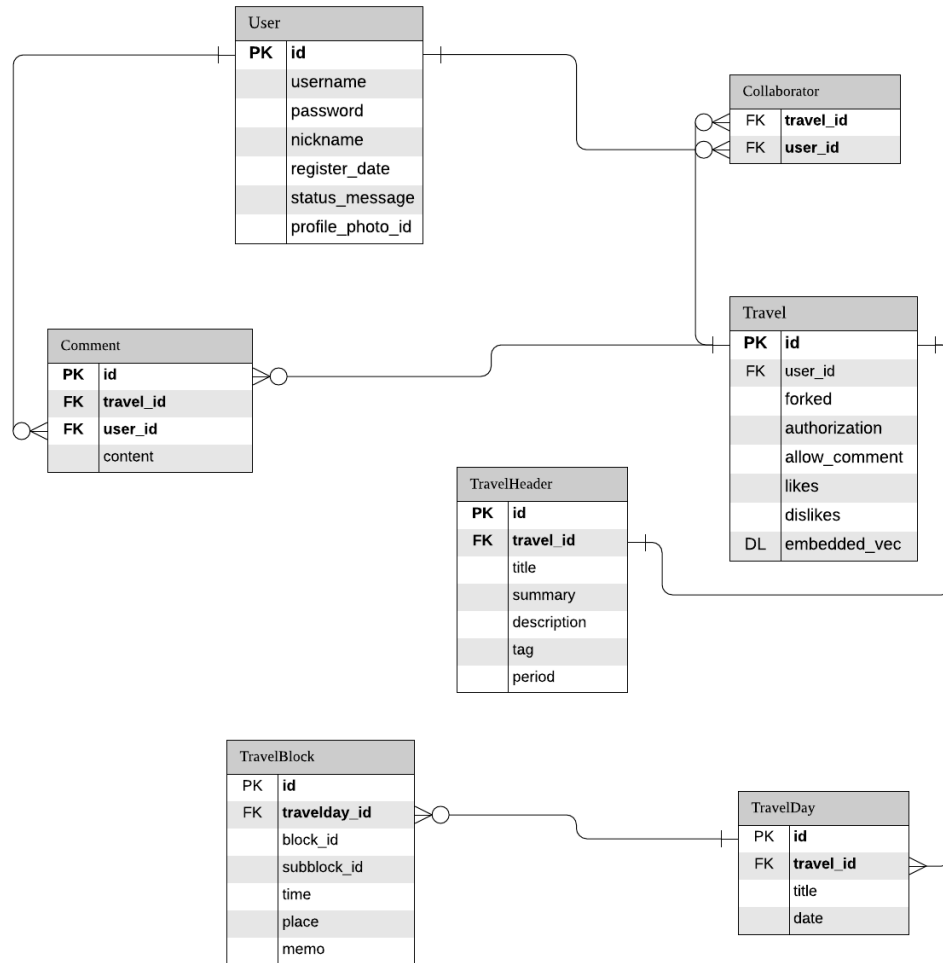 User
PK id
username
password
nickname
register_date
status_message
profile_photo_id
Collaborator
FK travel_id
FK user_id
Travel
PK id
FK user_id
forked
authorization
allow_comment
likes
dislikes
DL embedded_vec
Comment
PK id
FK travel_id
FK user_id
content
TravelHeader
PK id
FK travel_id
title
summary
description
tag
period
TravelBlock
PK id
FK travelday_id
block_id
subblock_id
time
place
memo
TravelDay
PK id
FK travel_id
title
date